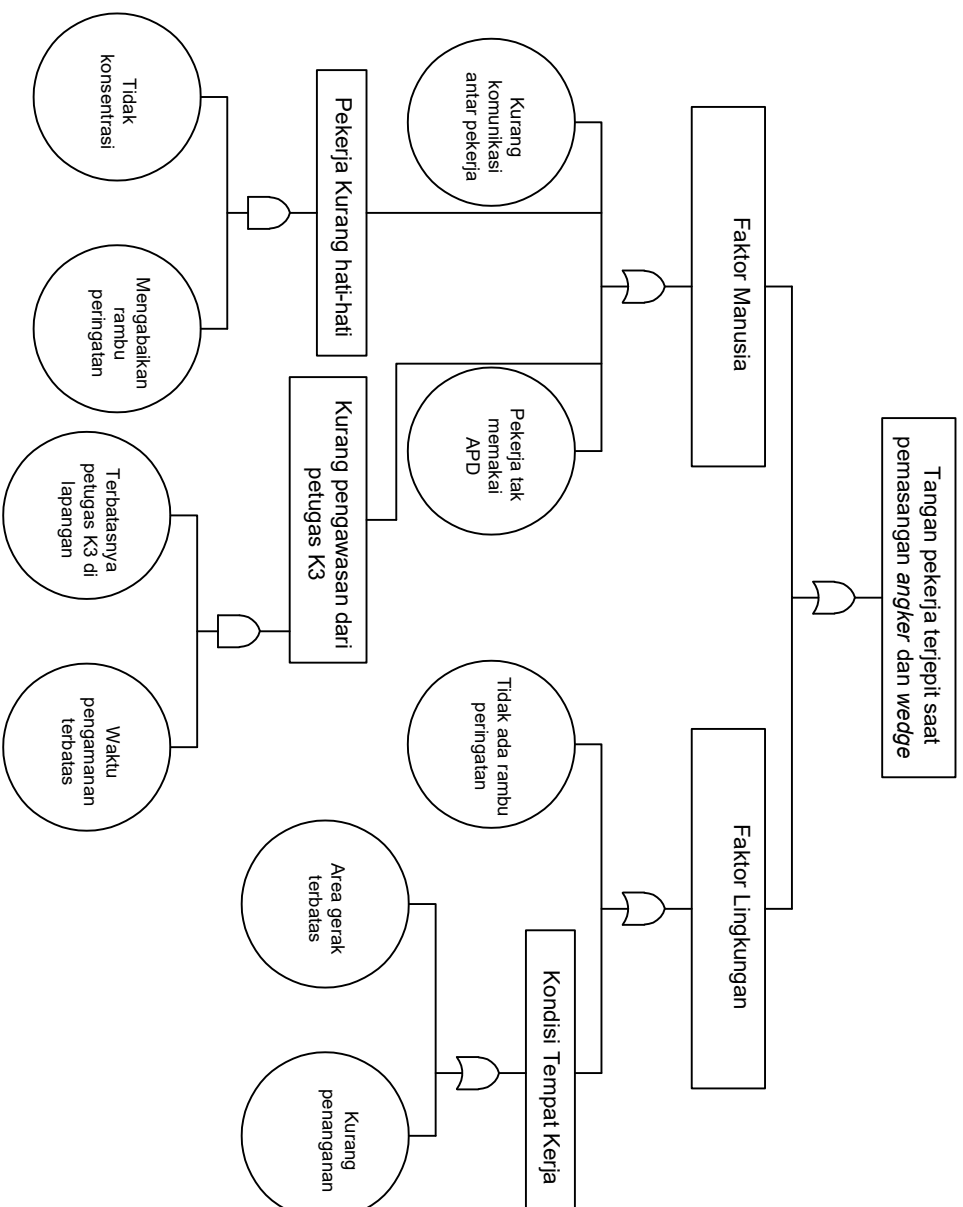 Tangan pekerja terjepit saat
pemasangan angker dan wedge
Faktor Manusia
Faktor Lingkungan
Kurang
komunikasi
antar pekerja
Pekerja tak
memakai
APD
Tidak ada rambu
peringatan
Kondisi Tempat Kerja
Pekerja Kurang hati-hati
Kurang pengawasan dari
petugas K3
Area gerak
terbatas
Kurang
penanganan
Tidak
konsentrasi
Mengabaikan
rambu
peringatan
Terbatasnya
petugas K3 di
lapangan
Waktu
pengamanan
terbatas